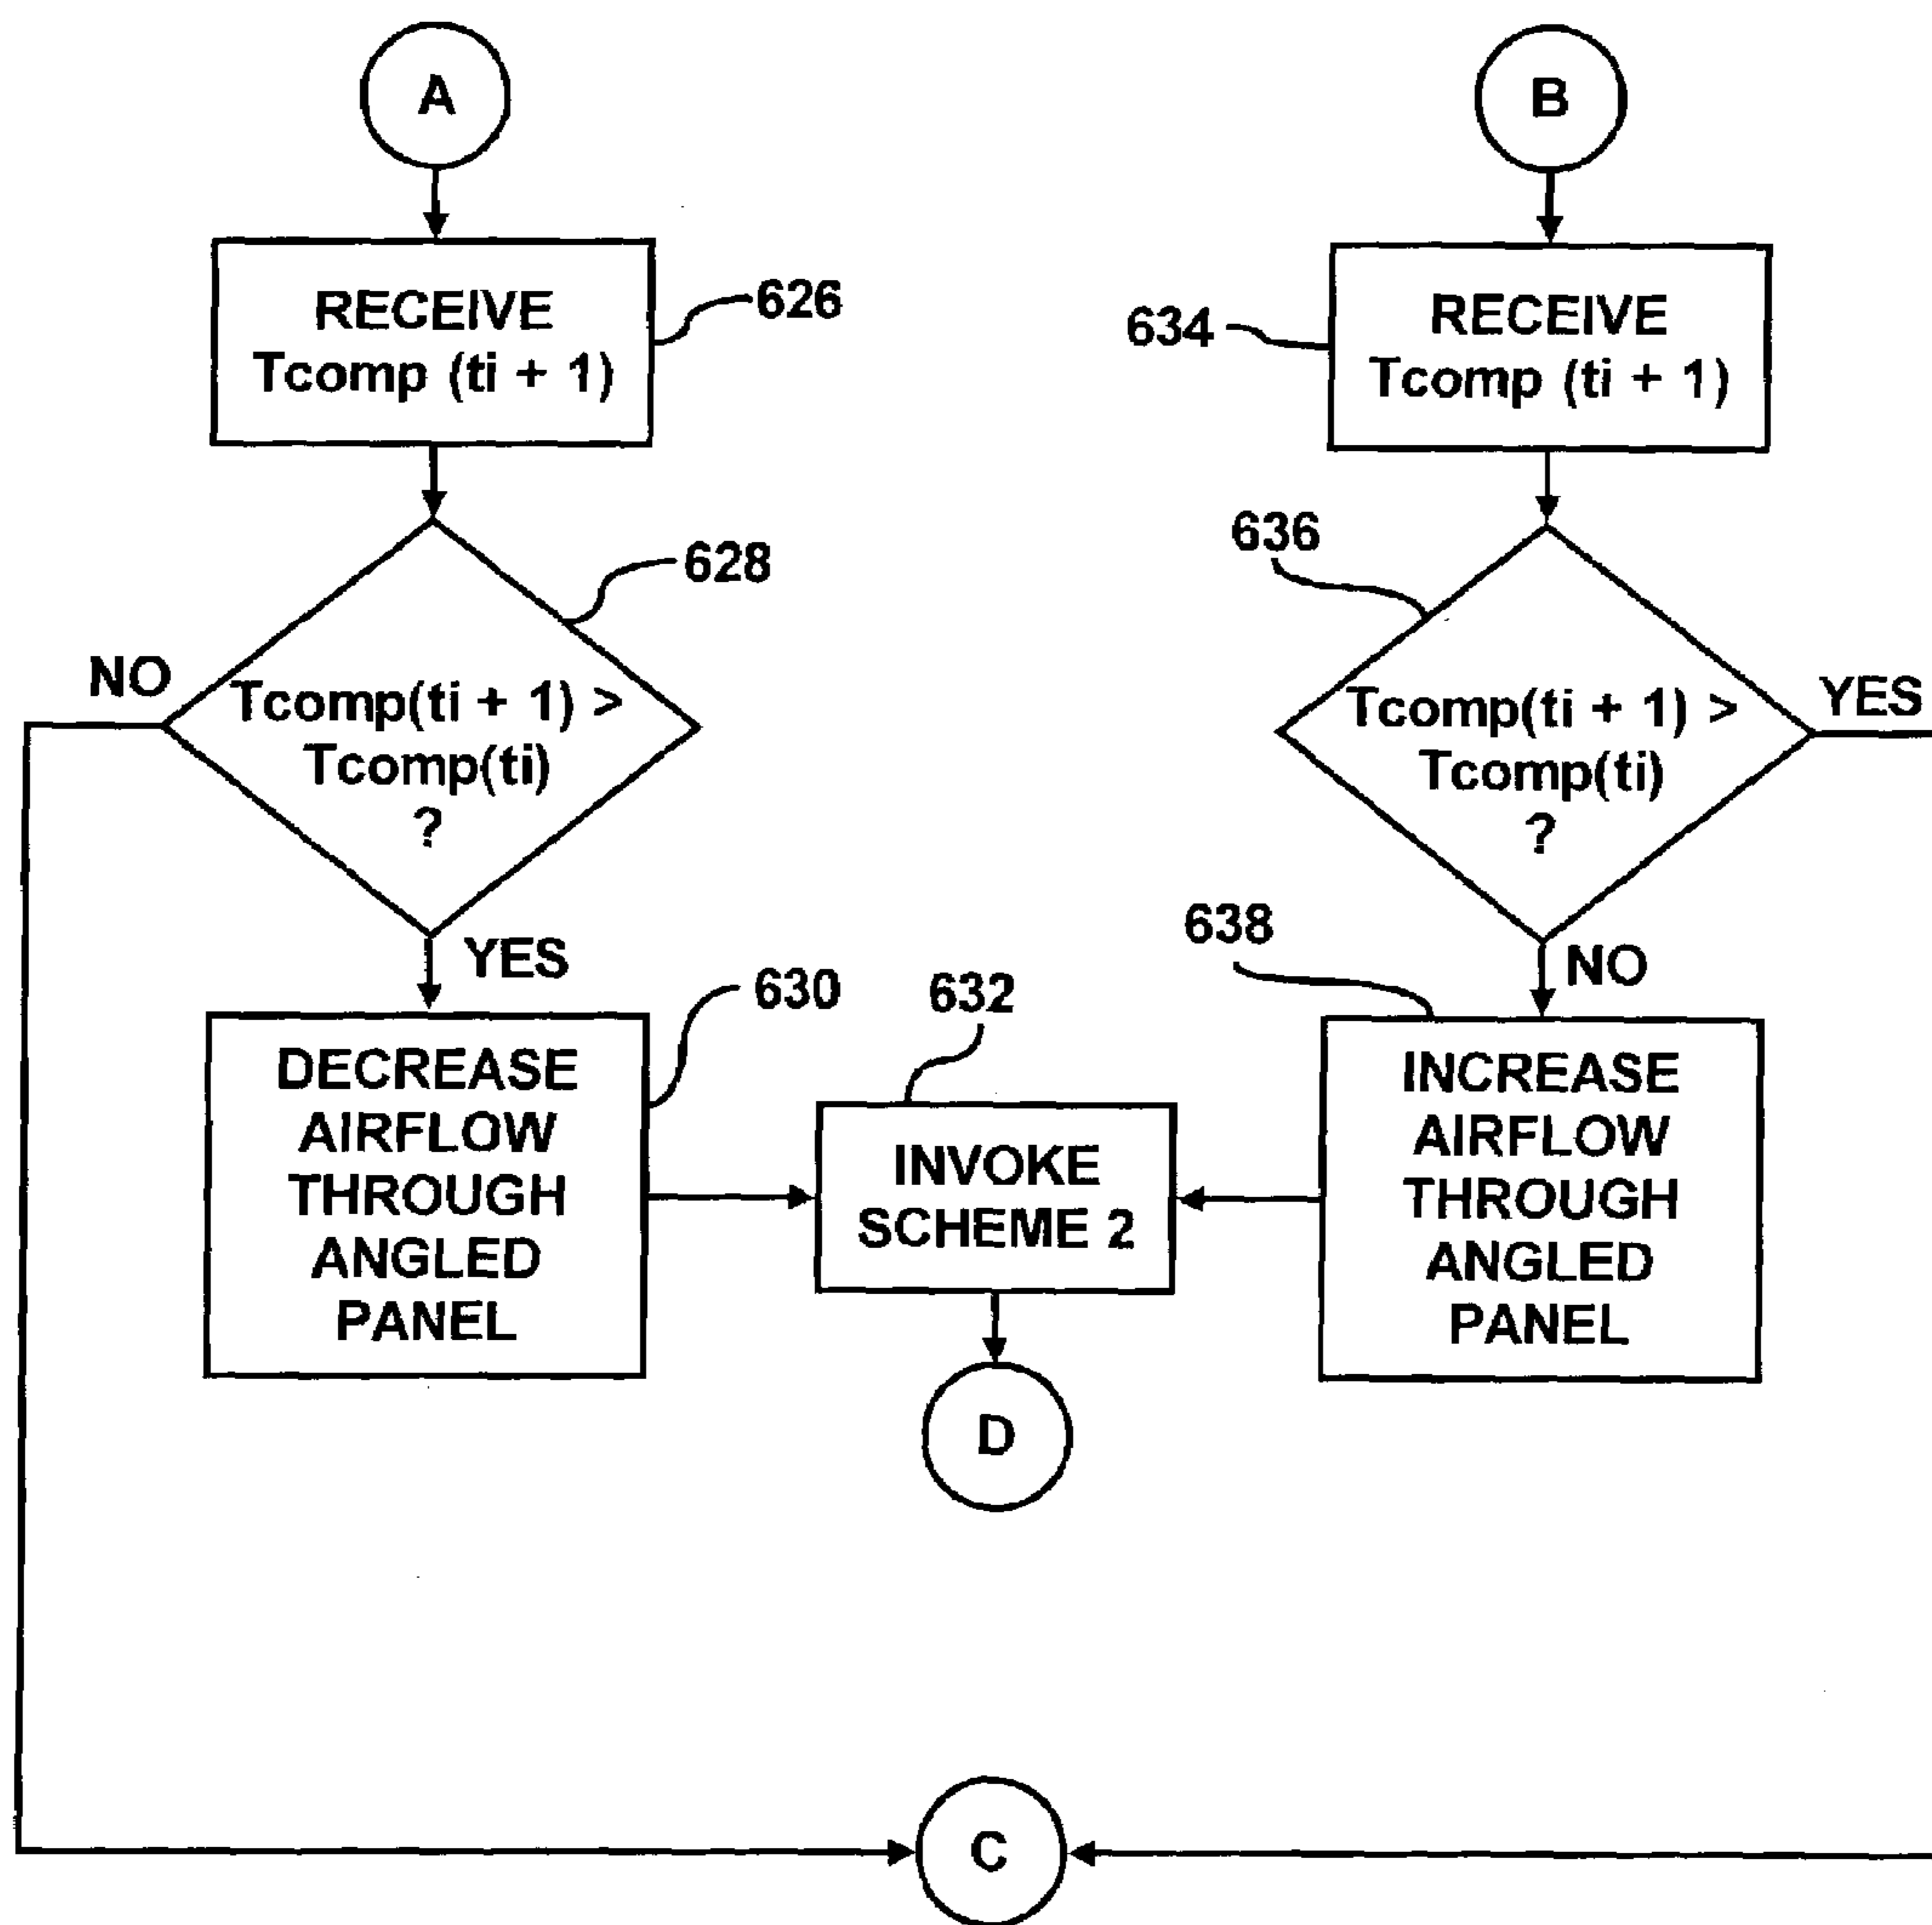 A
RECEIVE
Tcomp (ti + 1)
626
628
NO
Tcomp(ti + 1) >
Tcomp(ti)
?
YES
DECREASE
AIRFLOW
THROUGH
ANGLED
PANEL
630
632
INVOKE
SCHEME 2
D
B
634
RECEIVE
Tcomp (ti + 1)
636
Tcomp(ti + 1) >
Tcomp(ti)
?
YES
NO
638
INCREASE
AIRFLOW
THROUGH
ANGLED
PANEL
C